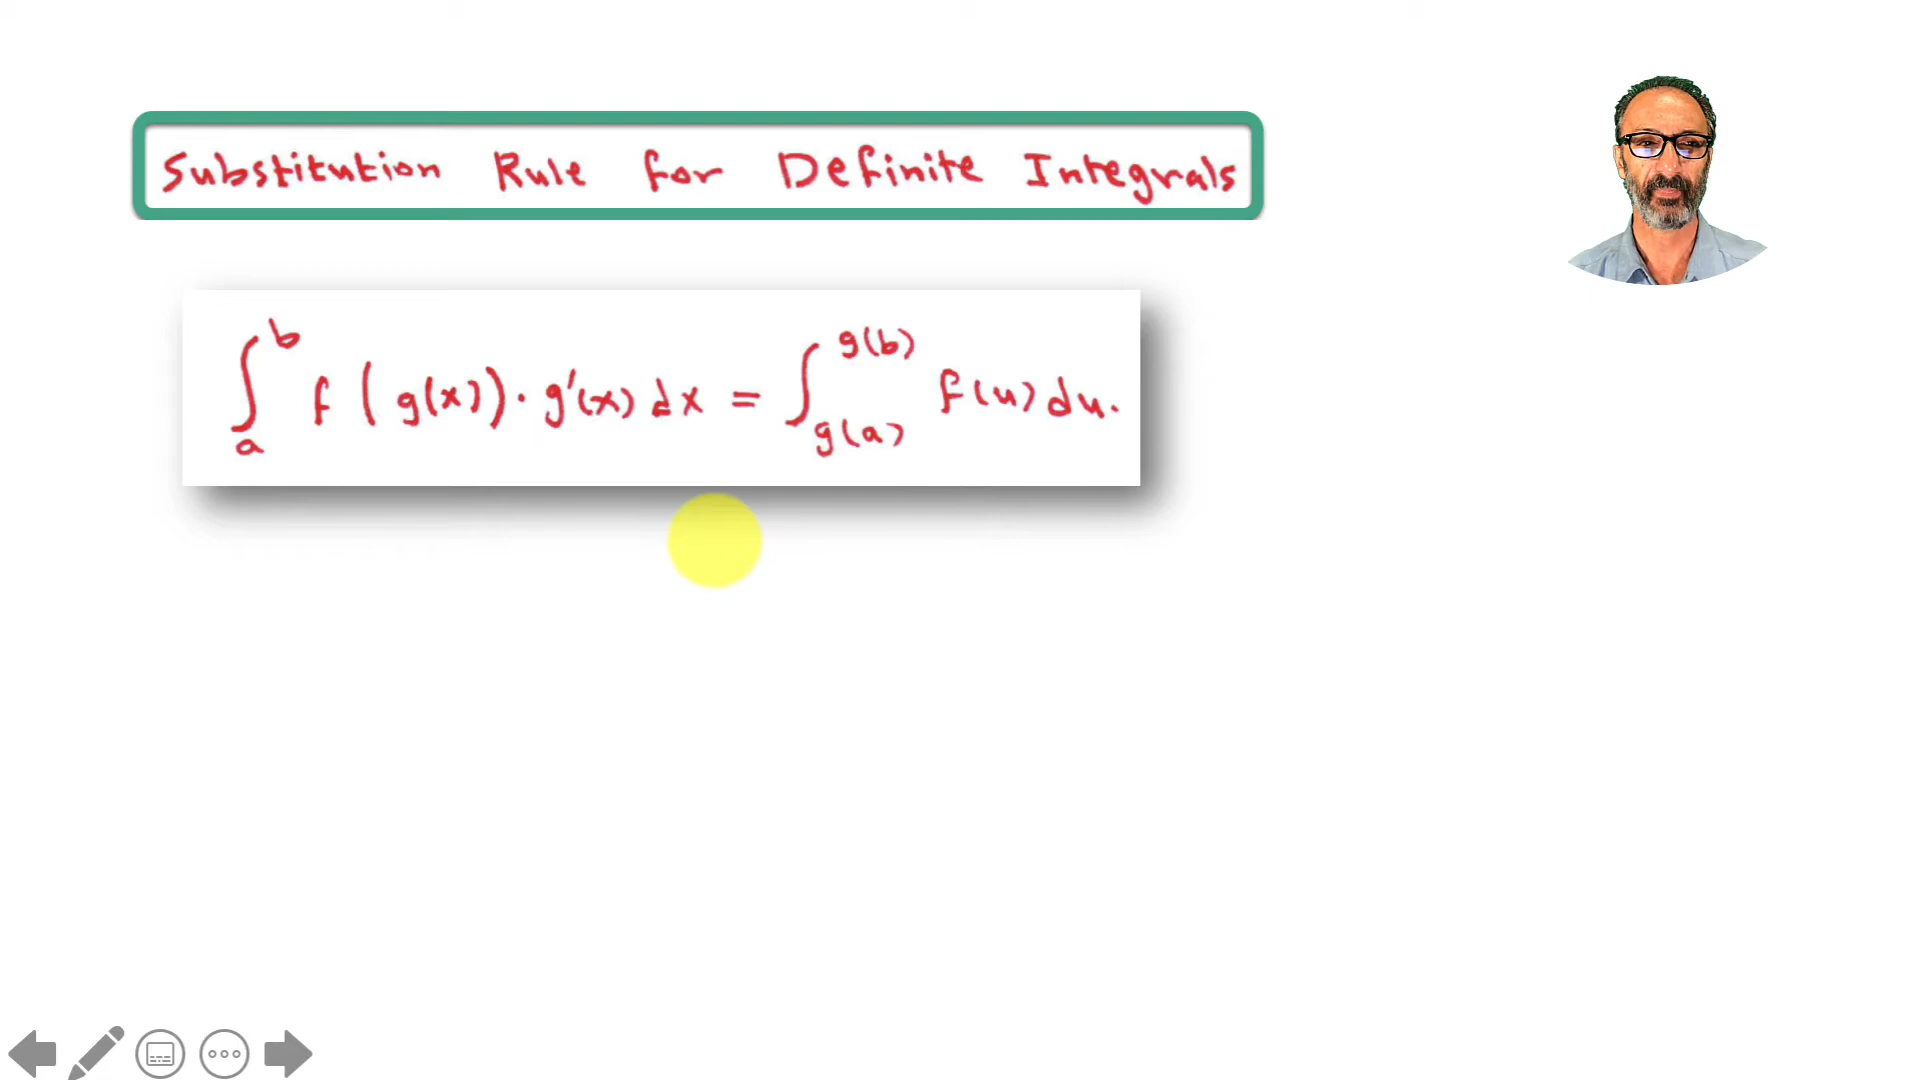 Substitution Rule for Definite Integrals
∫_a^b f(g(x))·g'(x)dx = ∫_{g(a)}^{g(b)} f(u)du.